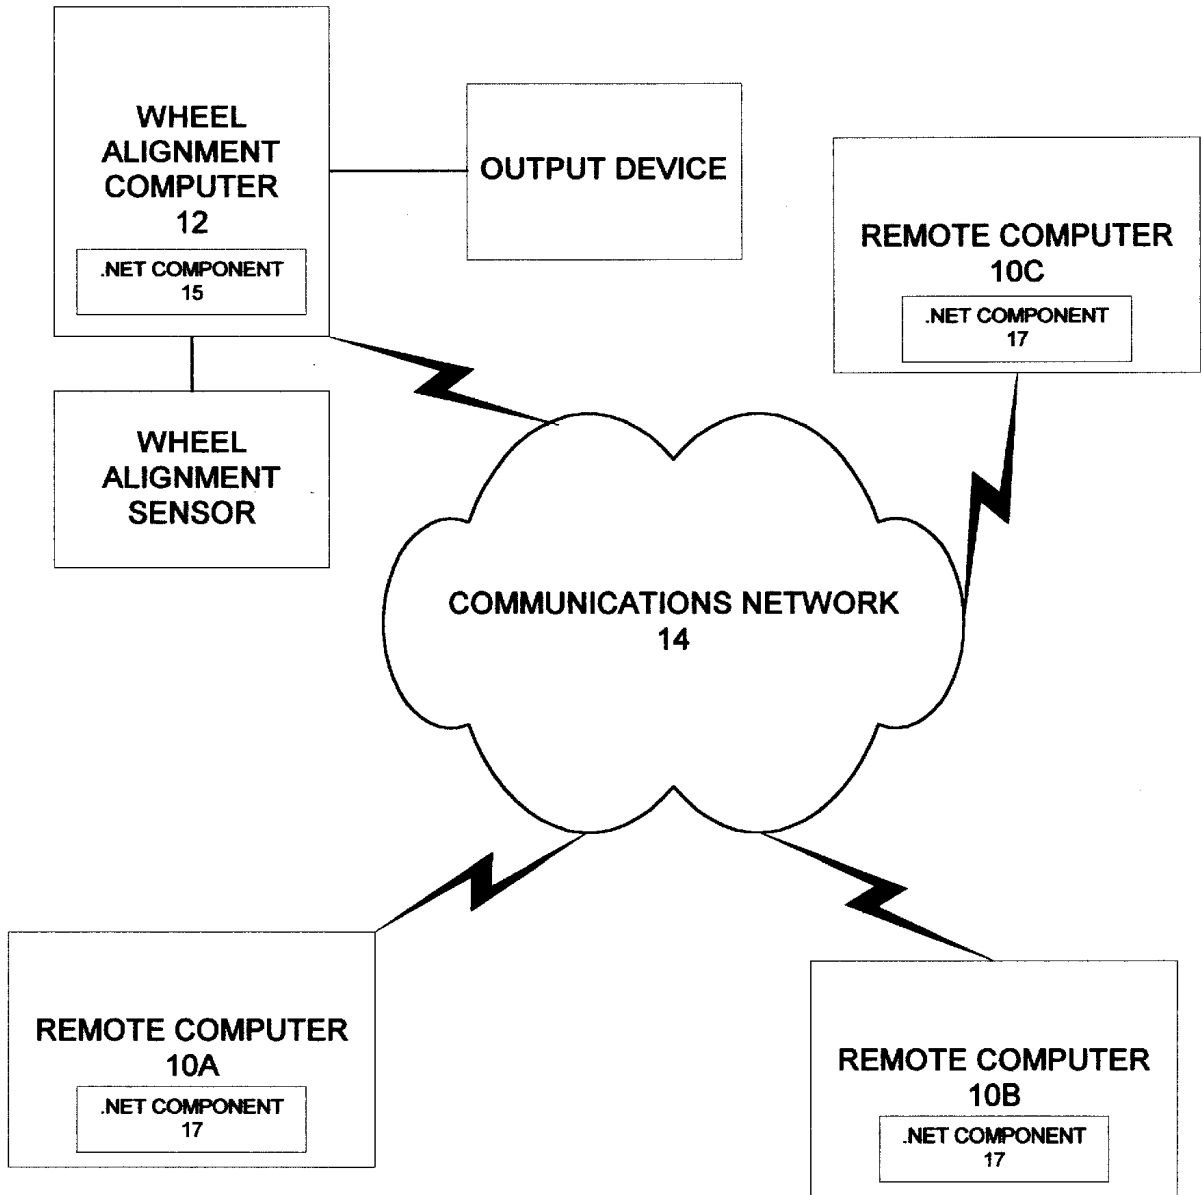 WHEEL
ALIGNMENT
COMPUTER
12
.NET COMPONENT
15
OUTPUT DEVICE
REMOTE COMPUTER
10C
.NET COMPONENT
17
WHEEL
ALIGNMENT
SENSOR
COMMUNICATIONS NETWORK
14
REMOTE COMPUTER
10A
.NET COMPONENT
17
REMOTE COMPUTER
10B
.NET COMPONENT
17